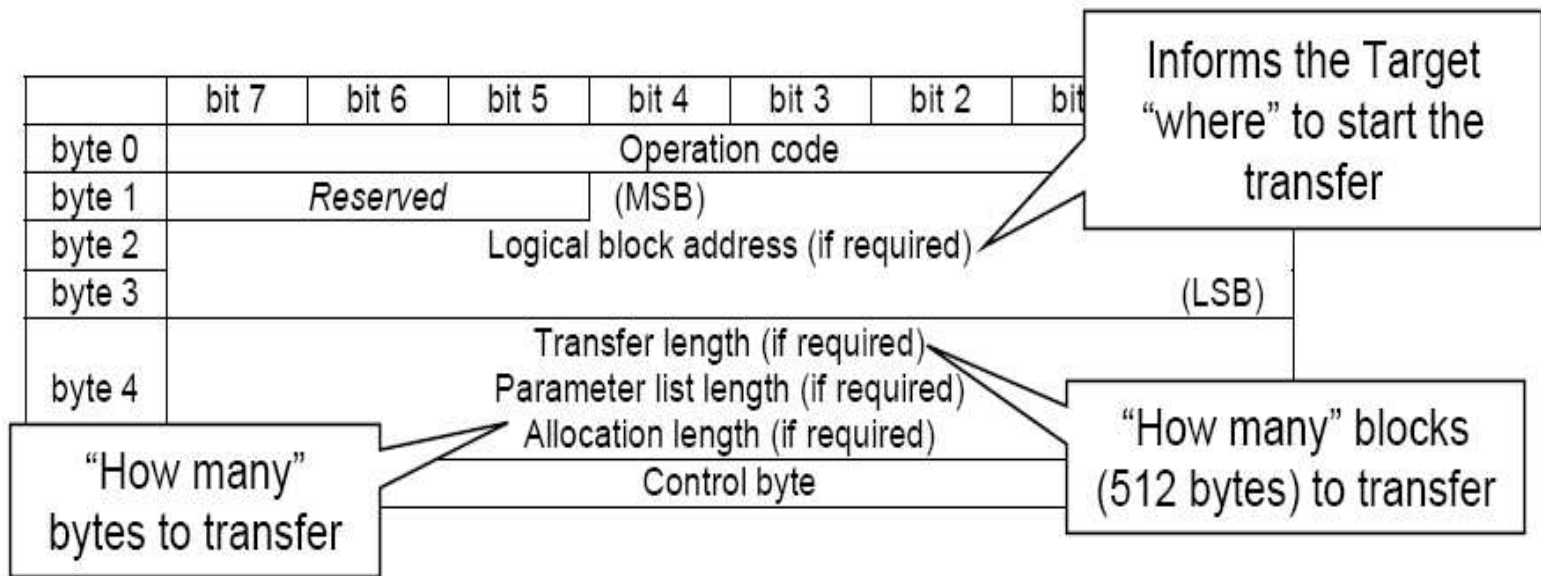 bit 7 bit 6 bit 5 bit 4 bit 3 bit 2 bit
byte 0 Operation code
byte 1 Reserved (MSB)
byte 2 Logical block address (if required)
byte 3 (LSB)
Transfer length (if required)
byte 4 Parameter list length (if required)
Allocation length (if required)
Control byte
Informs the Target
“where” to start the
transfer
“How many”
bytes to transfer
“How many” blocks
(512 bytes) to transfer